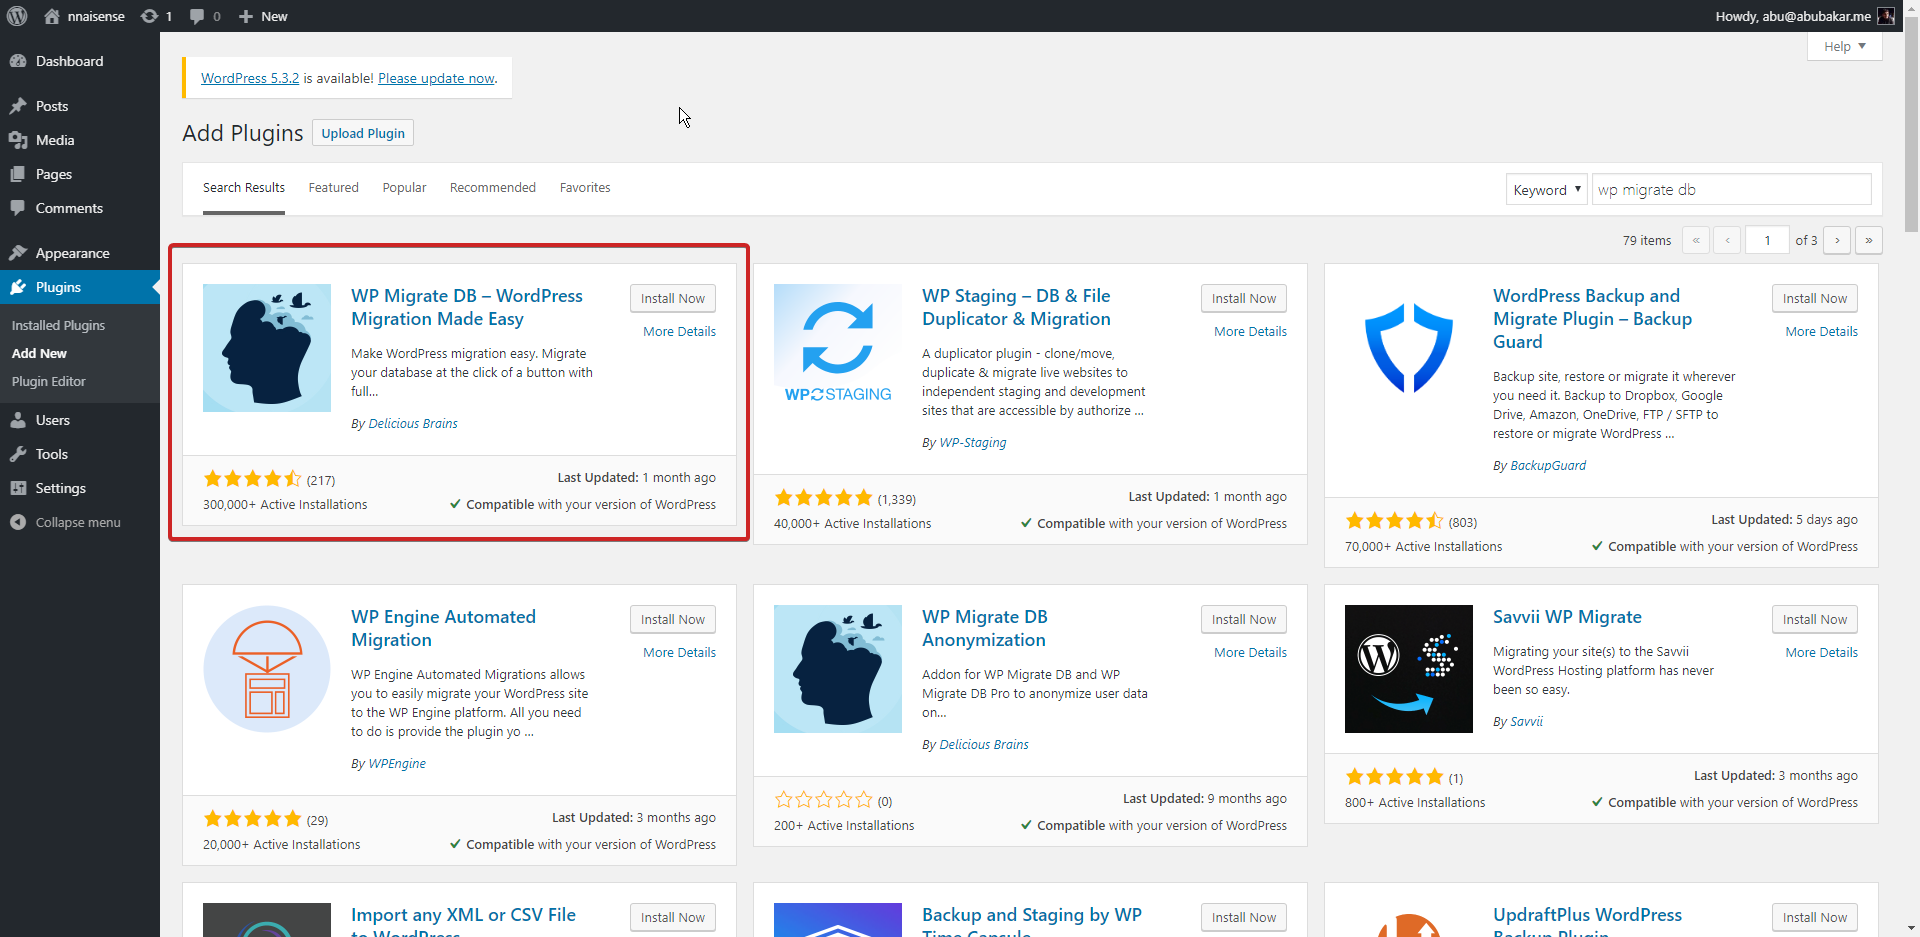 nnaisense
1
0
New
Howdy, abu@abubakar.me
Dashboard
Posts
Media
Pages
Comments
Appearance
Plugins
Installed Plugins
Add New
Plugin Editor
Users
Tools
Settings
Collapse menu
Help
WordPress 5.3.2 is available! Please update now.
Add Plugins
Upload Plugin
Search Results
Featured
Popular
Recommended
Favorites
Keyword
wp migrate db
79 items
«
‹
1
of 3
›
»
WP Migrate DB – WordPress
Migration Made Easy
Install Now
More Details
Make WordPress migration easy. Migrate
your database at the click of a button with
full...
By Delicious Brains
(217)
Last Updated: 1 month ago
300,000+ Active Installations
Compatible with your version of WordPress
WP STAGING
WP Staging – DB & File
Duplicator & Migration
Install Now
More Details
A duplicator plugin - clone/move,
duplicate & migrate live websites to
independent staging and development
sites that are accessible by authorize ...
By WP-Staging
(1,339)
Last Updated: 1 month ago
40,000+ Active Installations
Compatible with your version of WordPress
WordPress Backup and
Migrate Plugin – Backup
Guard
Install Now
More Details
Backup site, restore or migrate it wherever
you need it. Backup to Dropbox, Google
Drive, Amazon, OneDrive, FTP / SFTP to
restore or migrate WordPress ...
By BackupGuard
(803)
Last Updated: 5 days ago
70,000+ Active Installations
Compatible with your version of WordPress
WP Engine Automated
Migration
Install Now
More Details
WP Engine Automated Migrations allows
you to easily migrate your WordPress site
to the WP Engine platform. All you need
to do is provide the plugin yo ...
By WPEngine
(29)
Last Updated: 3 months ago
20,000+ Active Installations
Compatible with your version of WordPress
WP Migrate DB
Anonymization
Install Now
More Details
Addon for WP Migrate DB and WP
Migrate DB Pro to anonymize user data
on...
By Delicious Brains
(0)
Last Updated: 9 months ago
200+ Active Installations
Compatible with your version of WordPress
Savvii WP Migrate
Install Now
More Details
Migrating your site(s) to the Savvii
WordPress Hosting platform has never
been so easy.
By Savvii
(1)
Last Updated: 3 months ago
800+ Active Installations
Compatible with your version of WordPress
Import any XML or CSV File
to WordPress
Install Now
Backup and Staging by WP
Time Capsule
Install Now
UpdraftPlus WordPress
Backup Plugin
Install Now